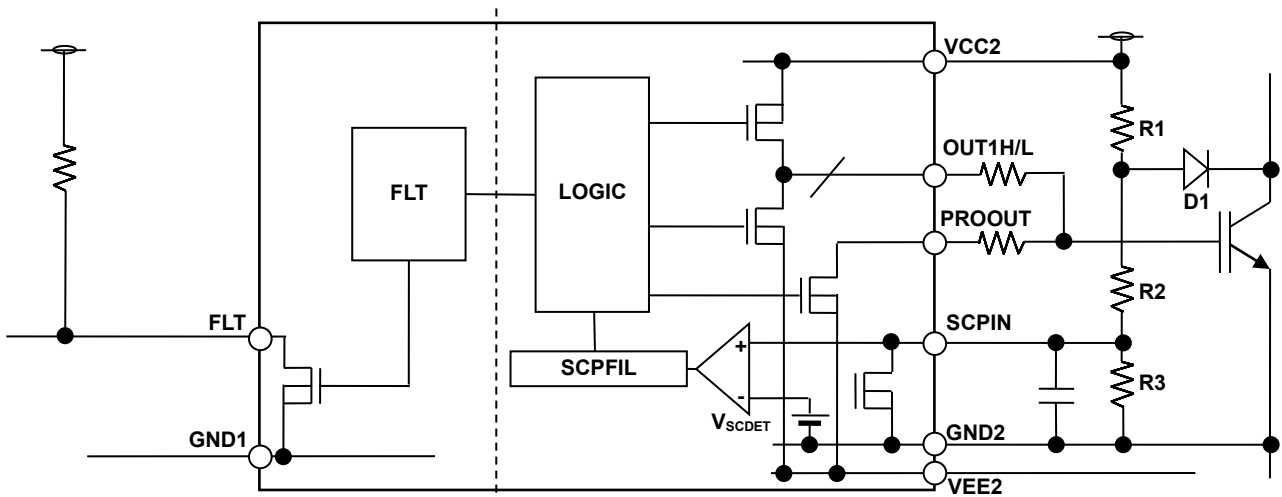 VCC2
R1
OUT1H/L
FLT
LOGIC
D1
PROOUT
R2
FLT
SCPIN
+
SCPFIL
R3
-
VSCDET
GND1
GND2
VEE2